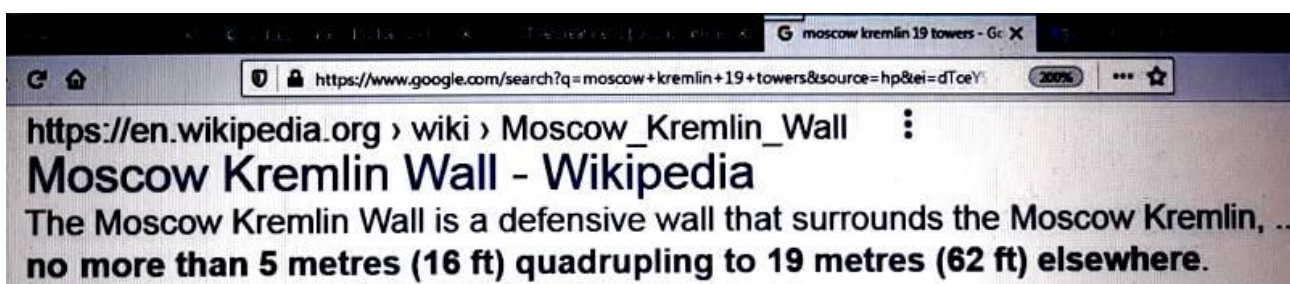 G moscow kremlin 19 towers - Gc
https://www.google.com/search?q=moscow+kremlin+19+towers&source=hp&ei=dTceY
200%
https://en.wikipedia.org › wiki › Moscow_Kremlin_Wall
Moscow Kremlin Wall - Wikipedia
The Moscow Kremlin Wall is a defensive wall that surrounds the Moscow Kremlin, ..
no more than 5 metres (16 ft) quadrupling to 19 metres (62 ft) elsewhere.